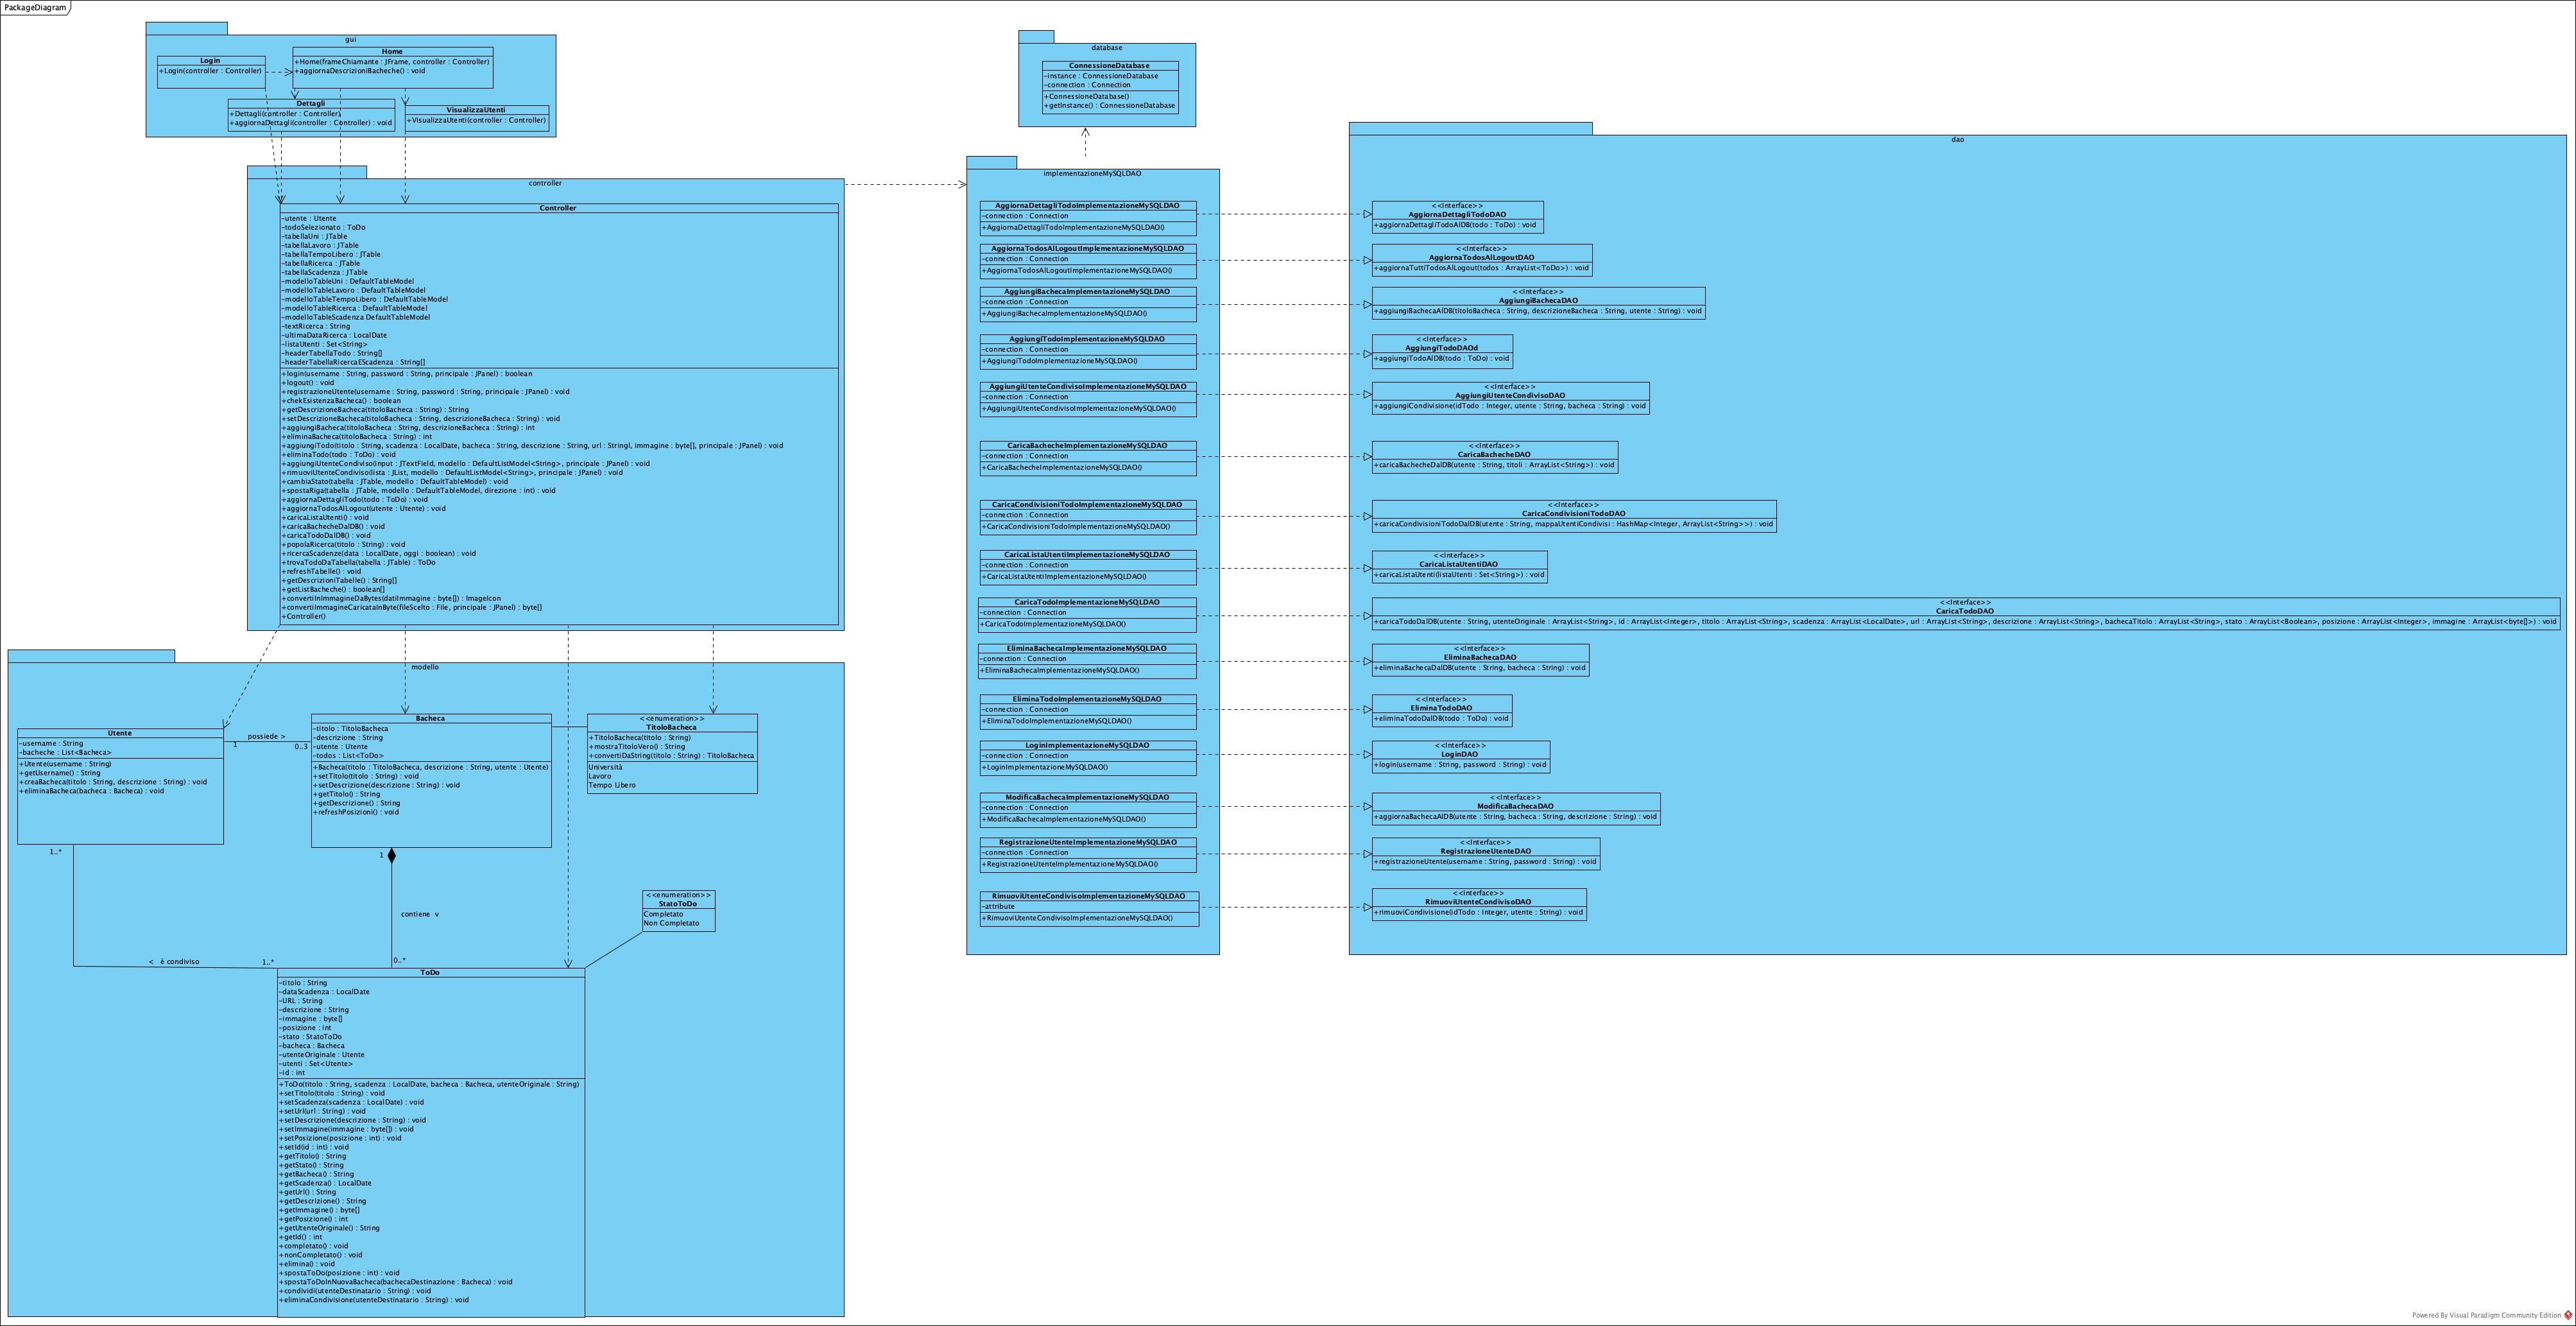 PackageDiagram
gui
Login
+Login(controller : Controller)
Home
+Home(frameChiamante : JFrame, controller : Controller)
+aggiornaDescrizioniBacheche() : void
Dettagli
+Dettagli(controller : Controller)
+aggiornaDettagli(controller : Controller) : void
VisualizzaUtenti
+VisualizzaUtenti(controller : Controller)
controller
Controller
-utente : Utente
-todoSelezionato : ToDo
-tabellaUni : JTable
-tabellaLavoro : JTable
-tabellaTempoLibero : JTable
-tabellaRicerca : JTable
-tabellaScadenza : JTable
-modelloTableUni : DefaultTableModel
-modelloTableLavoro : DefaultTableModel
-modelloTableTempoLibero : DefaultTableModel
-modelloTableRicerca : DefaultTableModel
-modelloTableScadenza DefaultTableModel
-textRicerca : String
-ultimaDataRicerca : LocalDate
-listaUtenti : Set<String>
-headerTabellaTodo : String[]
-headerTabellaRicercaEScadenza : String[]
+login(username : String, password : String, principale : JPanel) : boolean
+logout() : void
+registrazioneUtente(username : String, password : String, principale : JPanel) : void
+chekEsistenzaBacheca() : boolean
+getDescrizioneBacheca(titoloBacheca : String) : String
+setDescrizioneBacheca(titoloBacheca : String, descrizioneBacheca : String) : void
+aggiungiBacheca(titoloBacheca : String, descrizioneBacheca : String) : int
+eliminaBacheca(titoloBacheca : String) : int
+aggiungiTodo(titolo : String, scadenza : LocalDate, bacheca : String, descrizione : String, url : Stringl, immagine : byte[], principale : JPanel) : void
+eliminaTodo(todo : ToDo) : void
+aggiungiUtenteCondiviso(input : JTextField, modello : DefaultListModel<String>, principale : JPanel) : void
+rimuoviUtenteCondiviso(lista : JList, modello : DefaultListModel<String>, principale : JPanel) : void
+cambiaStato(tabella : JTable, modello : DefaultTableModel) : void
+spostaRiga(tabella : JTable, modello : DefaultTableModel, direzione : int) : void
+aggiornaDettagliTodo(todo : ToDo) : void
+aggiornaTodosAlLogout(utente : Utente) : void
+caricaListaUtenti() : void
+caricaBachecheDalDB() : void
+caricaTodoDalDB() : void
+popolaRicerca(titolo : String) : void
+ricercaScadenze(data : LocalDate, oggi : boolean) : void
+trovaTodoDaTabella(tabella : JTable) : ToDo
+refreshTabelle() : void
+getDescrizioniTabelle() : String[]
+getListBacheche() : boolean[]
+convertiInImmagineDaBytes(datiImmagine : byte[]) : ImageIcon
+convertiImmagineCaricataInByte(fileScelto : File, principale : JPanel) : byte[]
+Controller()
modello
Utente
-username : String
-bacheche : List<Bacheca>
+Utente(username : String)
+getUsername() : String
+creaBacheca(titolo : String, descrizione : String) : void
+eliminaBacheca(bacheca : Bacheca) : void
possiede >
1
0..3
Bacheca
-titolo : TitoloBacheca
-descrizione : String
-utente : Utente
-todos : List<ToDo>
+Bacheca(titolo : TitoloBacheca, descrizione : String, utente : Utente)
+setTitolo(titolo : String) : void
+setDescrizione(descrizione : String) : void
+getTitolo() : String
+getDescrizione() : String
+refreshPosizioni() : void
<<enumeration>>
TitoloBacheca
+TitoloBacheca(titolo : String)
+mostraTitoloVero() : String
+convertiDaString(titolo : String) : TitoloBacheca
Università
Lavoro
Tempo Libero
1..*
1
contiene v
<<enumeration>>
StatoToDo
Completato
Non Completato
< è condiviso
1..*
0..*
ToDo
-titolo : String
-dataScadenza : LocalDate
-URL : String
-descrizione : String
-immagine : byte[]
-posizione : int
-stato : StatoToDo
-bacheca : Bacheca
-utenteOriginale : Utente
-utenti : Set<Utente>
-id : int
+ToDo(titolo : String, scadenza : LocalDate, bacheca : Bacheca, utenteOriginale : String)
+setTitolo(titolo : String) : void
+setScadenza(scadenza : LocalDate) : void
+setUrl(url : String) : void
+setDescrizione(descrizione : String) : void
+setImmagine(immagine : byte[]) : void
+setPosizione(posizione : int) : void
+setId(id : int) : void
+getTitolo() : String
+getStato() : String
+getBacheca() : String
+getScadenza() : LocalDate
+getUrl() : String
+getDescrizione() : String
+getImmagine() : byte[]
+getPosizione() : int
+getUtenteOriginale() : String
+getId() : int
+completato() : void
+nonCompletato() : void
+elimina() : void
+spostaToDo(posizione : int) : void
+spostaToDoInNuovaBacheca(bachecaDestinazione : Bacheca) : void
+condividi(utenteDestinatario : String) : void
+eliminaCondivisione(utenteDestinatario : String) : void
database
ConnessioneDatabase
-instance : ConnessioneDatabase
-connection : Connection
+ConnessioneDatabase()
+getInstance() : ConnessioneDatabase
implementazioneMySQLDAO
AggiornaDettagliTodoImplementazioneMySQLDAO
-connection : Connection
+AggiornaDettagliTodoImplementazioneMySQLDAO()
AggiornaTodosAlLogoutImplementazioneMySQLDAO
-connection : Connection
+AggiornaTodosAlLogoutImplementazioneMySQLDAO()
AggiungiBachecaImplementazioneMySQLDAO
-connection : Connection
+AggiungiBachecaImplementazioneMySQLDAO()
AggiungiTodoImplementazioneMySQLDAO
-connection : Connection
+AggiungiTodoImplementazioneMySQLDAO()
AggiungiUtenteCondivisoImplementazioneMySQLDAO
-connection : Connection
+AggiungiUtenteCondivisoImplementazioneMySQLDAO()
CaricaBachecheImplementazioneMySQLDAO
-connection : Connection
+CaricaBachecheImplementazioneMySQLDAO()
CaricaCondivisioniTodoImplementazioneMySQLDAO
-connection : Connection
+CaricaCondivisioniTodoImplementazioneMySQLDAO()
CaricaListaUtentiImplementazioneMySQLDAO
-connection : Connection
+CaricaListaUtentiImplementazioneMySQLDAO()
CaricaTodoImplementazioneMySQLDAO
-connection : Connection
+CaricaTodoImplementazioneMySQLDAO()
EliminaBachecaImplementazioneMySQLDAO
-connection : Connection
+EliminaBachecaImplementazioneMySQLDAO()
EliminaTodoImplementazioneMySQLDAO
-connection : Connection
+EliminaTodoImplementazioneMySQLDAO()
LoginImplementazioneMySQLDAO
-connection : Connection
+LoginImplementazioneMySQLDAO()
ModificaBachecaImplementazioneMySQLDAO
-connection : Connection
+ModificaBachecaImplementazioneMySQLDAO()
RegistrazioneUtenteImplementazioneMySQLDAO
-connection : Connection
+RegistrazioneUtenteImplementazioneMySQLDAO()
RimuoviUtenteCondivisoImplementazioneMySQLDAO
-attribute
+RimuoviUtenteCondivisoImplementazioneMySQLDAO()
dao
<<Interface>>
AggiornaDettagliTodoDAO
+aggiornaDettagliTodoAlDB(todo : ToDo) : void
<<Interface>>
AggiornaTodosAlLogoutDAO
+aggiornaTuttiTodosAlLogout(todos : ArrayList<ToDo>) : void
<<Interface>>
AggiungiBachecaDAO
+aggiungiBachecaAlDB(titoloBacheca : String, descrizioneBacheca : String, utente : String) : void
<<Interface>>
AggiungiTodoDAOd
+aggiungiTodoAlDB(todo : ToDo) : void
<<Interface>>
AggiungiUtenteCondivisoDAO
+aggiungiCondivisione(idTodo : Integer, utente : String, bacheca : String) : void
<<Interface>>
CaricaBachecheDAO
+caricaBachecheDalDB(utente : String, titoli : ArrayList<String>) : void
<<Interface>>
CaricaCondivisioniTodoDAO
+caricaCondivisioniTodoDalDB(utente : String, mappaUtentiCondivisi : HashMap<Integer, ArrayList<String>>) : void
<<Interface>>
CaricaListaUtentiDAO
+caricaListaUtenti(listaUtenti : Set<String>) : void
<<Interface>>
CaricaTodoDAO
+caricaTodoDalDB(utente : String, utenteOriginale : ArrayList<String>, id : ArrayList<Integer>, titolo : ArrayList<String>, scadenza : ArrayList<LocalDate>, url : ArrayList<String>, descrizione : ArrayList<String>, bachecaTitolo : ArrayList<String>, stato : ArrayList<Boolean>, posizione : ArrayList<Integer>, immagine : ArrayList<byte[]>) : void
<<Interface>>
EliminaBachecaDAO
+eliminaBachecaDalDB(utente : String, bacheca : String) : void
<<Interface>>
EliminaTodoDAO
+eliminaTodoDalDB(todo : ToDo) : void
<<Interface>>
LoginDAO
+login(username : String, password : String) : void
<<Interface>>
ModificaBachecaDAO
+aggiornaBachecaAlDB(utente : String, bacheca : String, descrizione : String) : void
<<Interface>>
RegistrazioneUtenteDAO
+registrazioneUtente(username : String, password : String) : void
<<Interface>>
RimuoviUtenteCondivisoDAO
+rimuoviCondivisione(idTodo : Integer, utente : String) : void
Powered By Visual Paradigm Community Edition